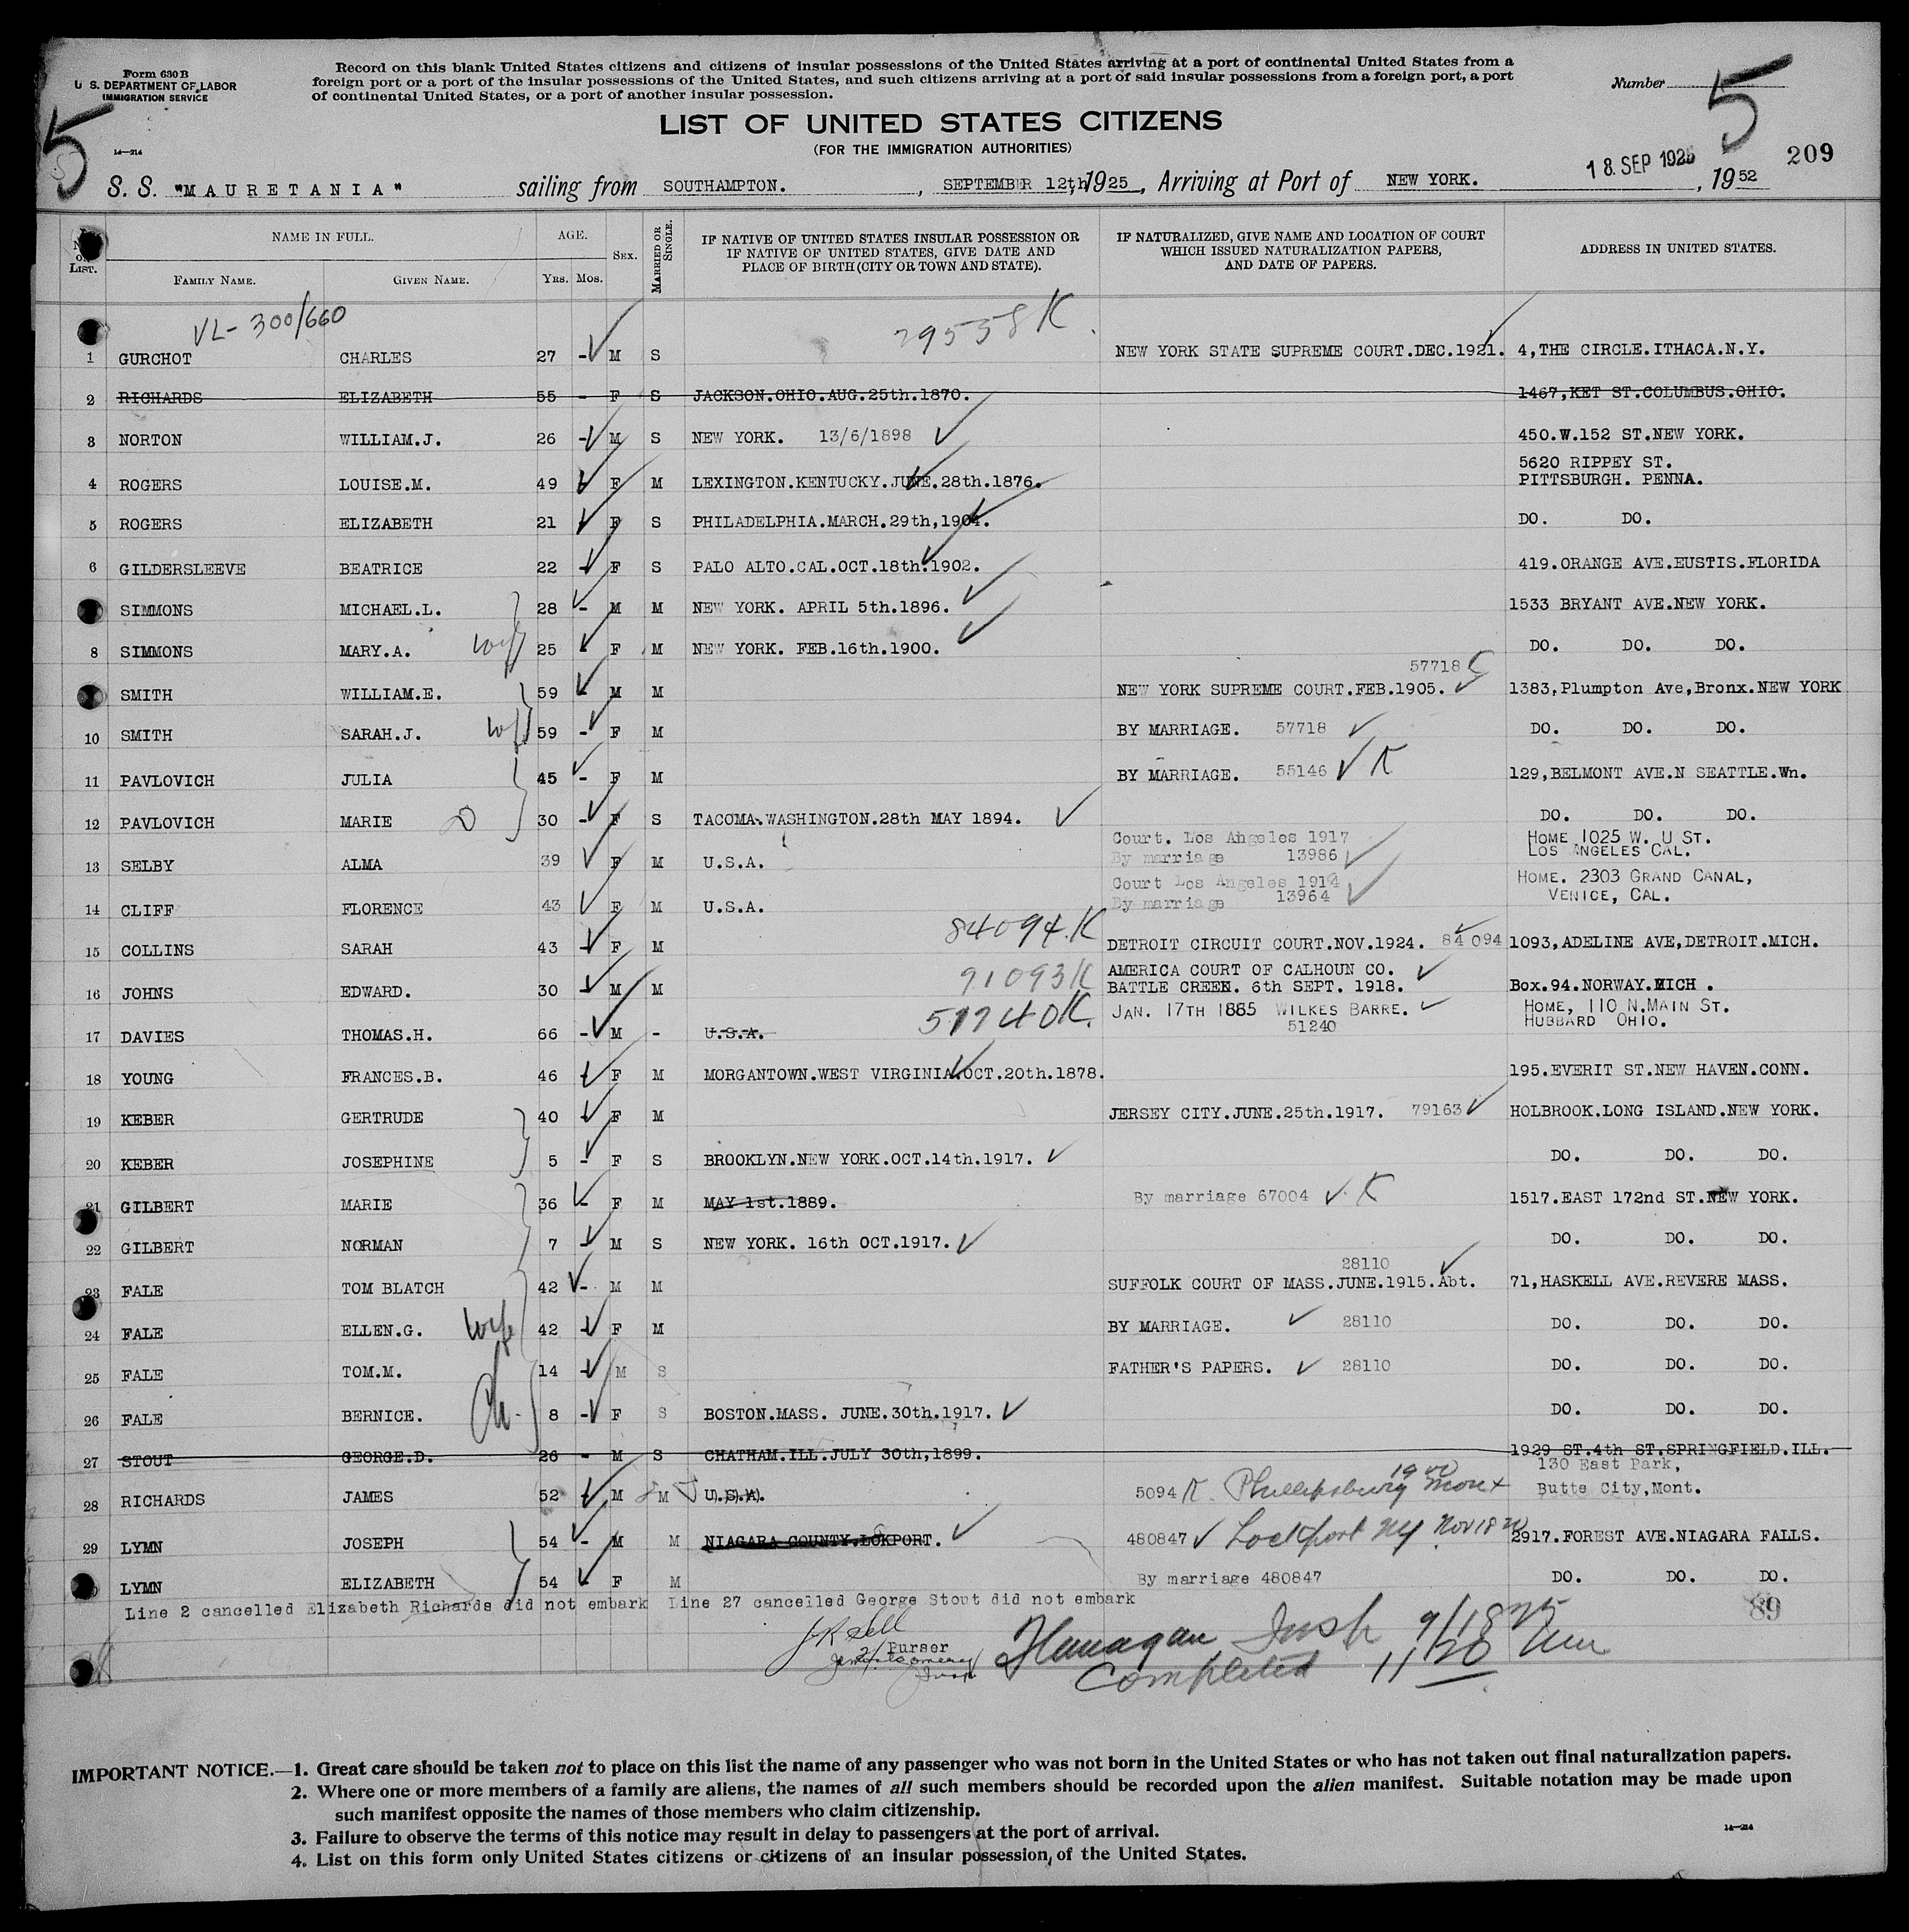 Form 630 B
U. S. DEPARTMENT OF LABOR
IMMIGRATION SERVICE
14—214
Record on this blank United States citizens and citizens of insular possessions of the United States arriving at a port of continental United States from a
foreign port or a port of the insular possessions of the United States, and such citizens arriving at a port of said insular possessions from a foreign port, a port
of continental United States, or a port of another insular possession.
Number
5
5
LIST OF UNITED STATES CITIZENS
(FOR THE IMMIGRATION AUTHORITIES)
18 SEP 1925
209
S. S. "MAURETANIA" sailing from SOUTHAMPTON. , SEPTEMBER 12th, 1925 , Arriving at Port of NEW YORK. , 1952
No. on List.
NAME IN FULL.
Family Name.
Given Name.
AGE.
Yrs. Mos.
Sex.
Married or Single.
IF NATIVE OF UNITED STATES INSULAR POSSESSION OR
IF NATIVE OF UNITED STATES, GIVE DATE AND
PLACE OF BIRTH (CITY OR TOWN AND STATE).
IF NATURALIZED, GIVE NAME AND LOCATION OF COURT
WHICH ISSUED NATURALIZATION PAPERS,
AND DATE OF PAPERS.
ADDRESS IN UNITED STATES.
VL- 300/660 29558 K
1 GURCHOT CHARLES 27 - M S NEW YORK STATE SUPREME COURT.DEC.1921. 4,THE CIRCLE.ITHACA.N.Y.
2 RICHARDS ELIZABETH 55 - F S JACKSON.OHIO.AUG.25th.1870. 1467,KET ST.COLUMBUS.OHIO.
3 NORTON WILLIAM.J. 26 - M S NEW YORK. 13/6/1898 450.W.152 ST.NEW YORK.
5620 RIPPEY ST.
4 ROGERS LOUISE.M. 49 F M LEXINGTON.KENTUCKY.JUNE.28th.1876. PITTSBURGH. PENNA.
5 ROGERS ELIZABETH 21 F S PHILADELPHIA.MARCH.29th,1904. DO. DO.
6 GILDERSLEEVE BEATRICE 22 - F S PALO ALTO.CAL.OCT.18th.1902. 419.ORANGE AVE.EUSTIS.FLORIDA
SIMMONS MICHAEL.L. 28 - M M NEW YORK. APRIL 5th.1896. 1533 BRYANT AVE.NEW YORK.
8 SIMMONS MARY.A. wife 25 F M NEW YORK. FEB.16th.1900. DO. DO. DO.
57718
SMITH WILLIAM.E. 59 M M NEW YORK SUPREME COURT.FEB.1905. 1383,Plumpton Ave,Bronx.NEW YORK
10 SMITH SARAH.J. wf 59 - F M BY MARRIAGE. 57718 DO. DO. DO.
11 PAVLOVICH JULIA 45 - F M BY MARRIAGE. 55146 K 129,BELMONT AVE.N SEATTLE.Wn.
12 PAVLOVICH MARIE D 30 - F S TACOMA.WASHINGTON.28th MAY 1894. DO. DO. DO.
Court. Los Angeles 1917 HOME 1025 W. U ST.
13 SELBY ALMA 39 F M U.S.A. By marriage 13986 LOS ANGELES CAL.
Court Los Angeles 1914 HOME. 2303 GRAND CANAL,
14 CLIFF FLORENCE 43 F M U.S.A. By marriage 13964 VENICE, CAL.
15 COLLINS SARAH 43 - F M 84094.K DETROIT CIRCUIT COURT.NOV.1924. 84 094 1093,ADELINE AVE,DETROIT.MICH.
AMERICA COURT OF CALHOUN CO.
16 JOHNS EDWARD. 30 - M M 91093K BATTLE CREEK. 6th SEPT. 1918. Box.94.NORWAY.MICH .
51240K. JAN. 17TH 1885 WILKES BARRE. HOME, 110 N.MAIN ST.
17 DAVIES THOMAS.H. 66 - M - U.S.A. 51240 HUBBARD OHIO.
18 YOUNG FRANCES.B. 46 - F M MORGANTOWN.WEST VIRGINIA.OCT.20th.1878. 195.EVERIT ST.NEW HAVEN.CONN.
19 KEBER GERTRUDE 40 - F M JERSEY CITY.JUNE.25th.1917. 79163 HOLBROOK.LONG ISLAND.NEW YORK.
20 KEBER JOSEPHINE 5 - F S BROOKLYN.NEW YORK.OCT.14th.1917. DO. DO. DO.
21 GILBERT MARIE 36 - F M MAY 1st.1889. By marriage 67004 K 1517.EAST 172nd ST.NEW YORK.
22 GILBERT NORMAN 7 - M S NEW YORK. 16th OCT.1917. DO. DO. DO.
28110
23 FALE TOM BLATCH 42 - M M SUFFOLK COURT OF MASS.JUNE.1915.Abt. 71,HASKELL AVE.REVERE MASS.
24 FALE ELLEN.G. wife 42 - F M BY MARRIAGE. 28110 DO. DO. DO.
25 FALE TOM.M. 14 - M S FATHER'S PAPERS. 28110 DO. DO. DO.
26 FALE BERNICE. Ch- 8 - F S BOSTON.MASS. JUNE.30th.1917. DO. DO. DO.
27 STOUT GEORGE.D. 26 - M S CHATHAM.ILL.JULY 30th,1899. 1929 ST.4th ST.SPRINGFIELD.ILL.
1900 130 East Park,
28 RICHARDS JAMES 52 - M M U.S.A. 5094 K. Phillipsburg Mont Butte City,Mont.
29 LYMN JOSEPH 54 - M M NIAGARA COUNTY.LOKPORT. 480847 Lockport NY Nov 18 2917.FOREST AVE.NIAGARA FALLS.
LYMN ELIZABETH 54 - F M By marriage 480847 DO. DO. DO.
Line 2 cancelled Elizabeth Richards did not embark Line 27 cancelled George Stout did not embark
89
Purser
Flanagan Insp 9/18/25
Completed 11 20
IMPORTANT NOTICE.—1. Great care should be taken not to place on this list the name of any passenger who was not born in the United States or who has not taken out final naturalization papers.
2. Where one or more members of a family are aliens, the names of all such members should be recorded upon the alien manifest. Suitable notation may be made upon
such manifest opposite the names of those members who claim citizenship.
3. Failure to observe the terms of this notice may result in delay to passengers at the port of arrival.
4. List on this form only United States citizens or citizens of an insular possession of the United States.
14—214